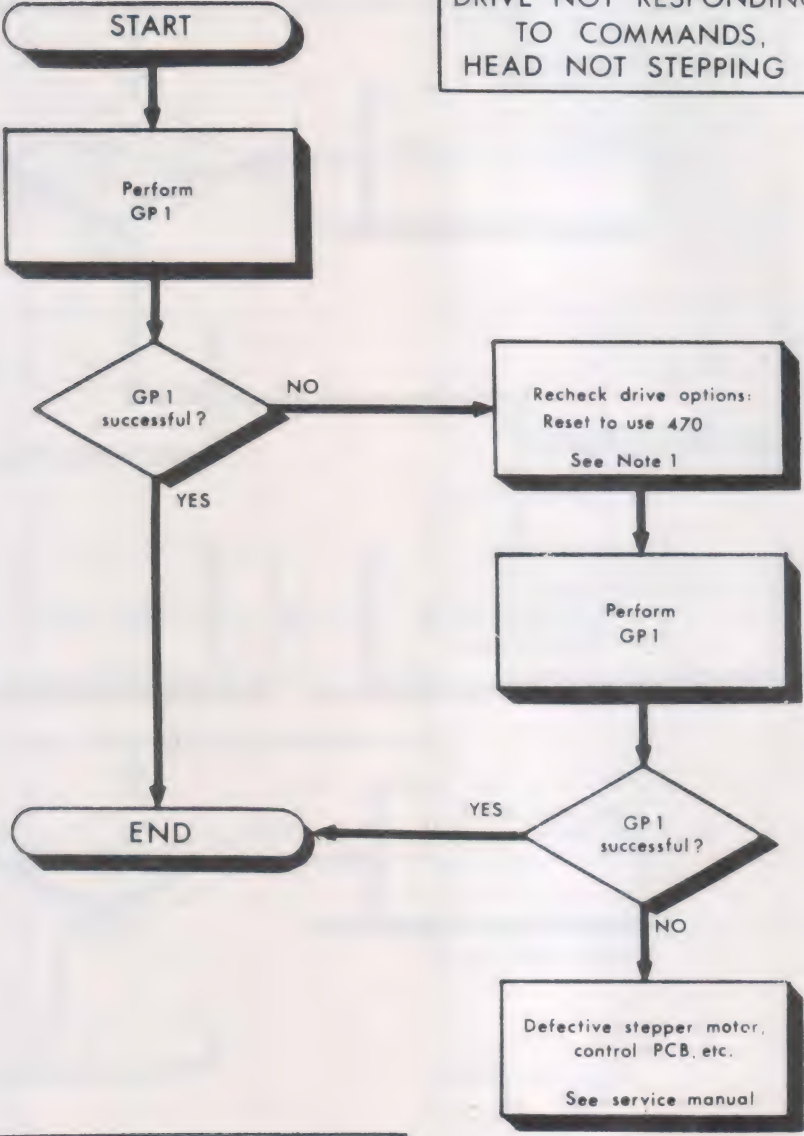 DRIVE NOT RESPONDING
TO COMMANDS,
HEAD NOT STEPPING
START
Perform
GP 1
GP 1
successful?
NO
YES
Recheck drive options:
Reset to use 470
See Note 1
Perform
GP 1
GP 1
successful?
YES
END
NO
Defective stepper motor,
control PCB, etc.
See service manual